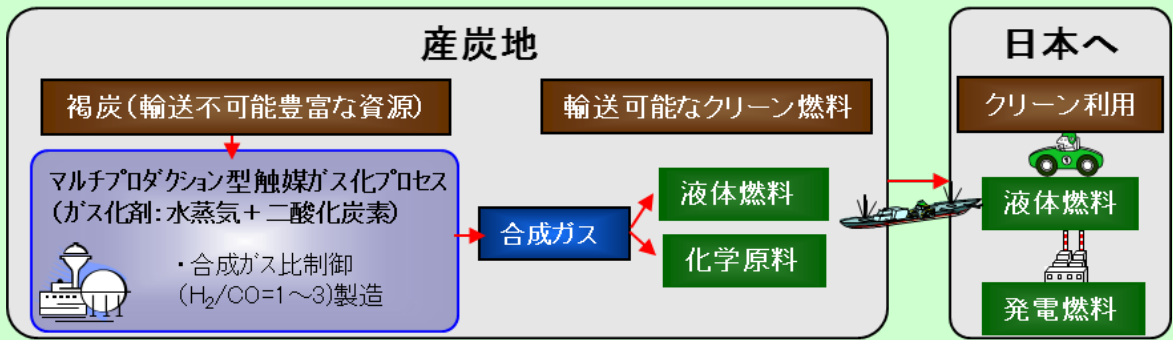 産炭地
褐炭(輸送不可能豊富な資源)
輸送可能なクリーン燃料
マルチプロダクション型触媒ガス化プロセス
(ガス化剤:水蒸気+二酸化炭素)
・合成ガス比制御
(H₂/CO=1~3)製造
合成ガス
液体燃料
化学原料
日本へ
クリーン利用
液体燃料
発電燃料